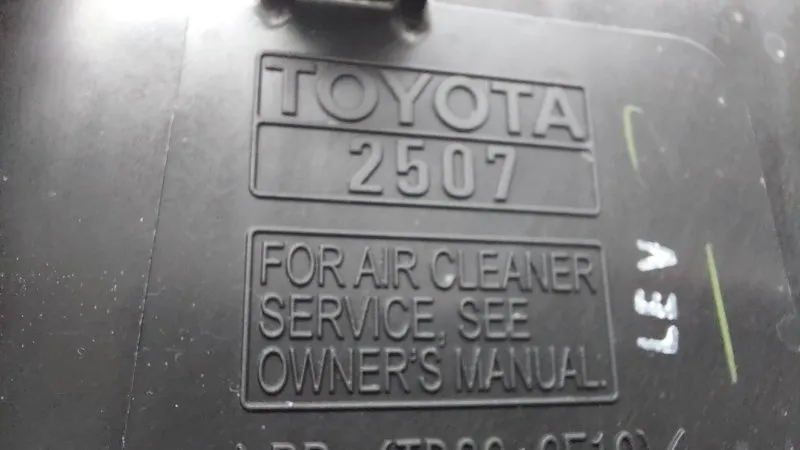 TOYOTA
2507
FOR AIR CLEANER
SERVICE, SEE
OWNER'S MANUAL.
LEV